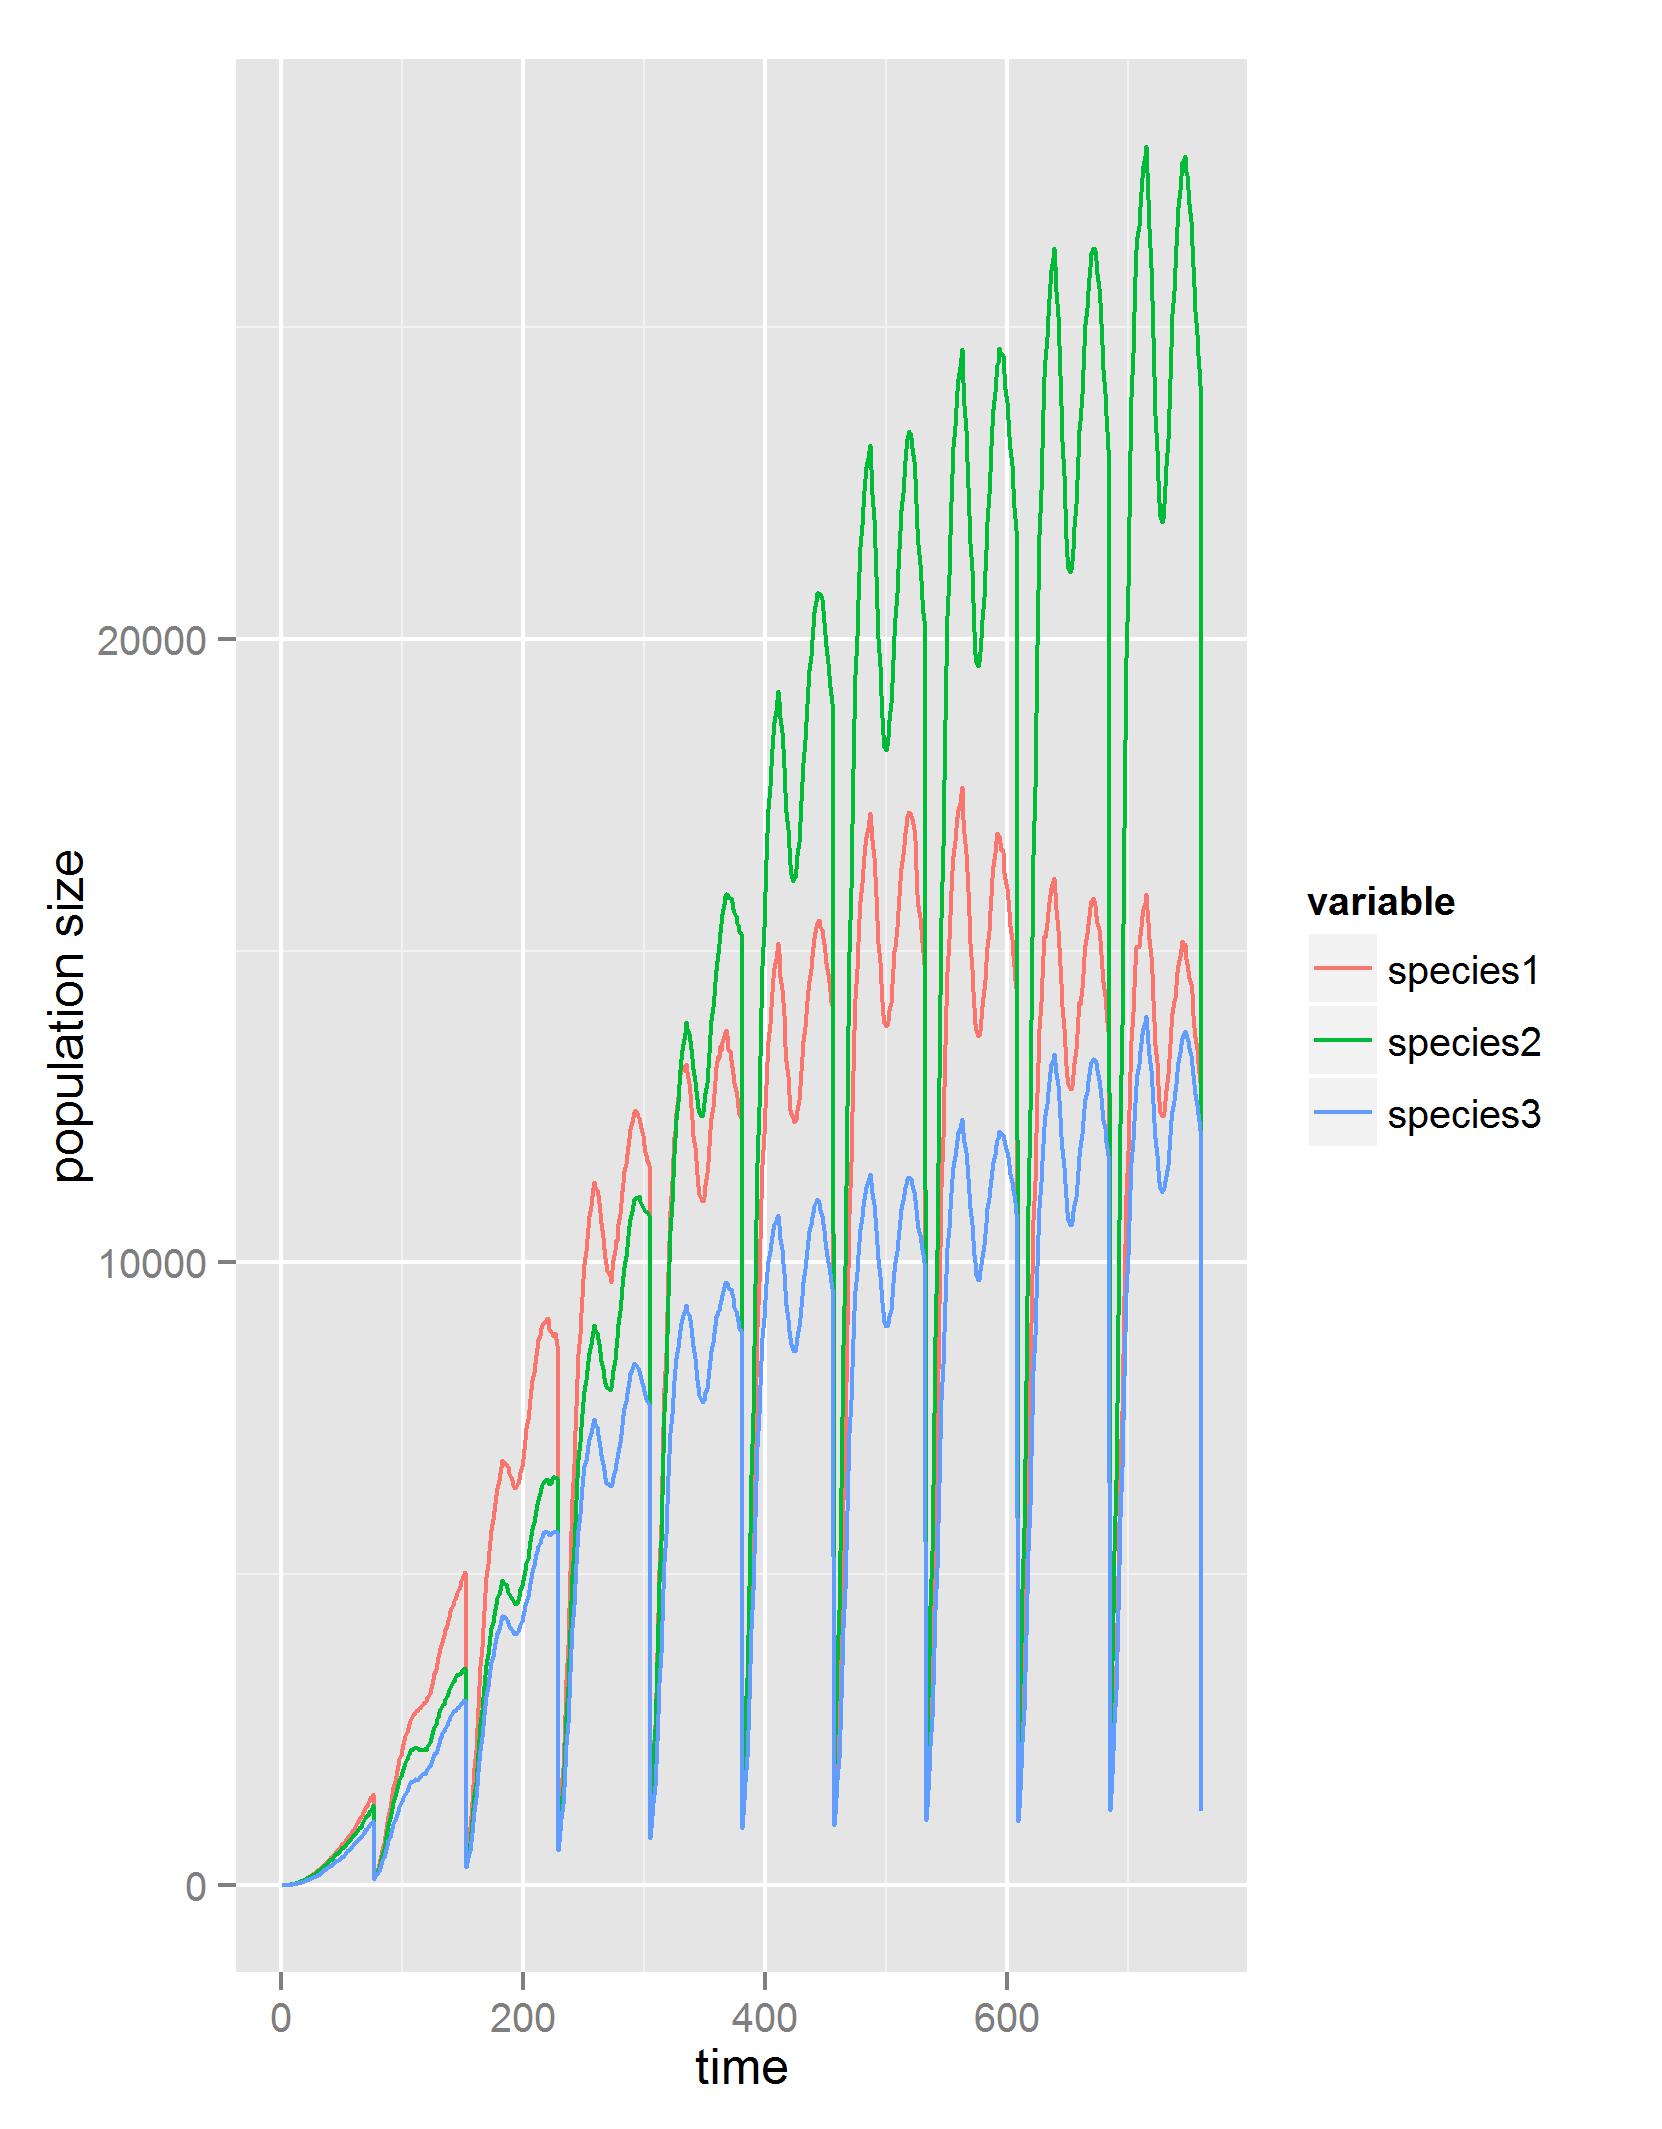 population size
20000
10000
0
0
200
400
600
time
variable
species1
species2
species3